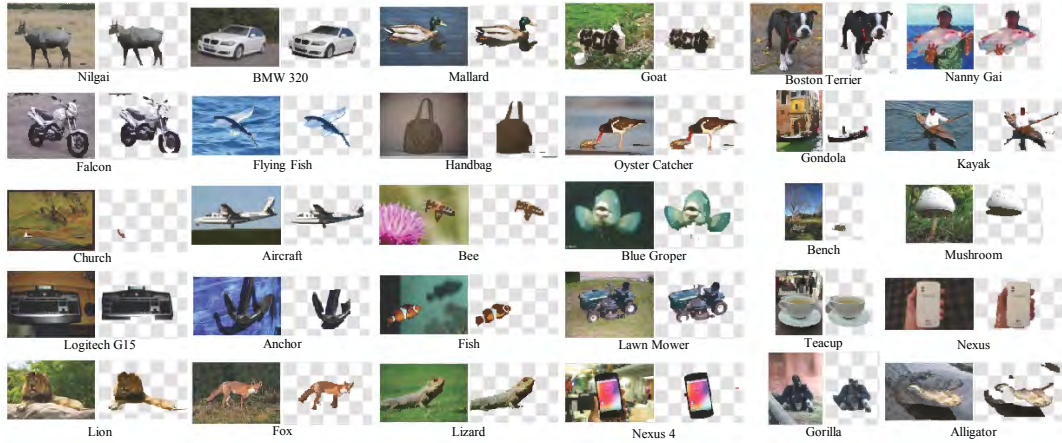 Nilgai BMW 320 Mallard Goat Boston Terrier Nanny Gai
Falcon Flying Fish Handbag Oyster Catcher Gondola Kayak
Church Aircraft Bee Blue Groper Bench Mushroom
Logitech G15 Anchor Fish Lawn Mower Teacup Nexus
Lion Fox Lizard Nexus 4 Gorilla Alligator